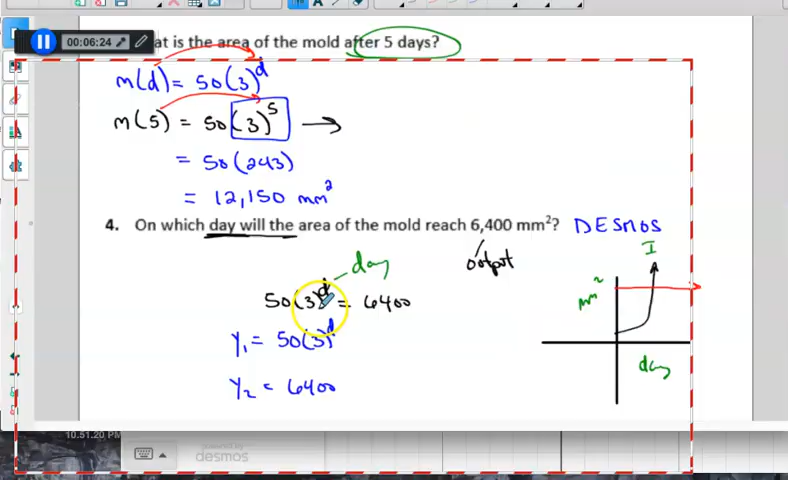 00:06:24
at is the area of the mold after 5 days?
m(d) = 50(3)^d
m(5) = 50(3)^5 →
= 50(243)
= 12,150 mm²
4. On which day will the area of the mold reach 6,400 mm²? DESMOS
output
I
day
50(3)^d = 6400
mm²
y₁ = 50(3)^d
day
y₂ = 6400
10.51.20 PM
powered by
desmos